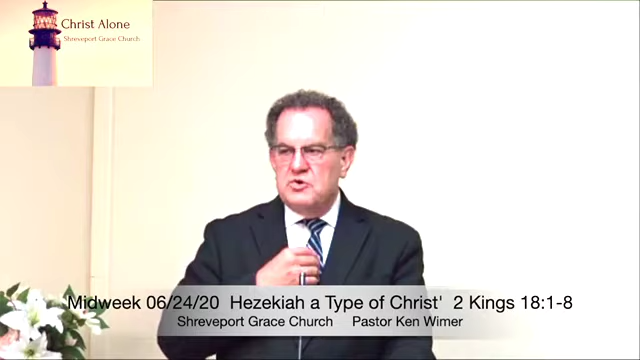 Christ Alone
Shreveport Grace Church
Midweek 06/24/20 Hezekiah a Type of Christ' 2 Kings 18:1-8
Shreveport Grace Church Pastor Ken Wimer